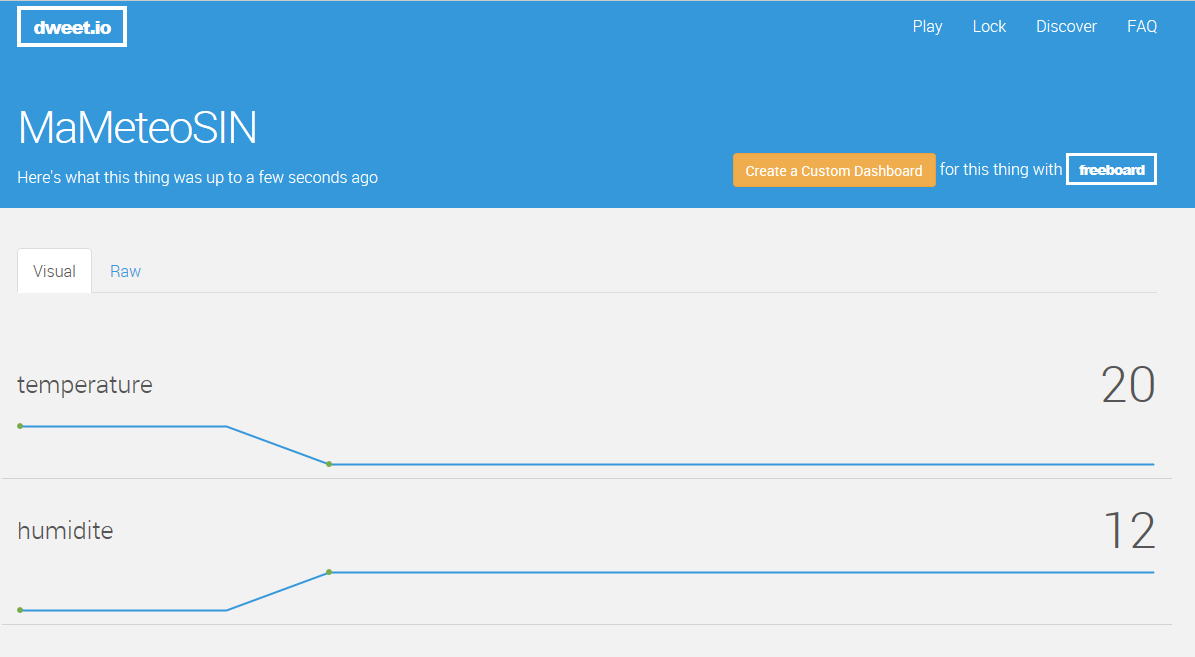 dweet.io
Play Lock Discover FAQ
MaMeteoSIN
Here's what this thing was up to a few seconds ago
Create a Custom Dashboard for this thing with freeboard
Visual Raw
temperature 20
humidite 12